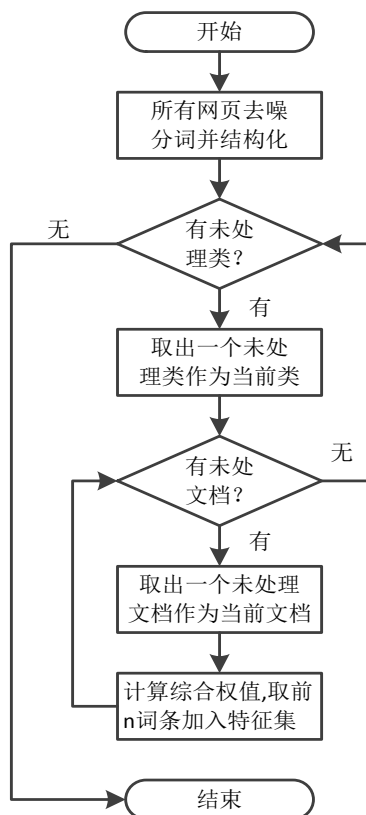 开始
所有网页去噪
分词并结构化
无
有未处
理类？
有
取出一个未处
理类作为当前类
有未处
文档？
无
有
取出一个未处理
文档作为当前文档
计算综合权值,取前
n词条加入特征集
结束